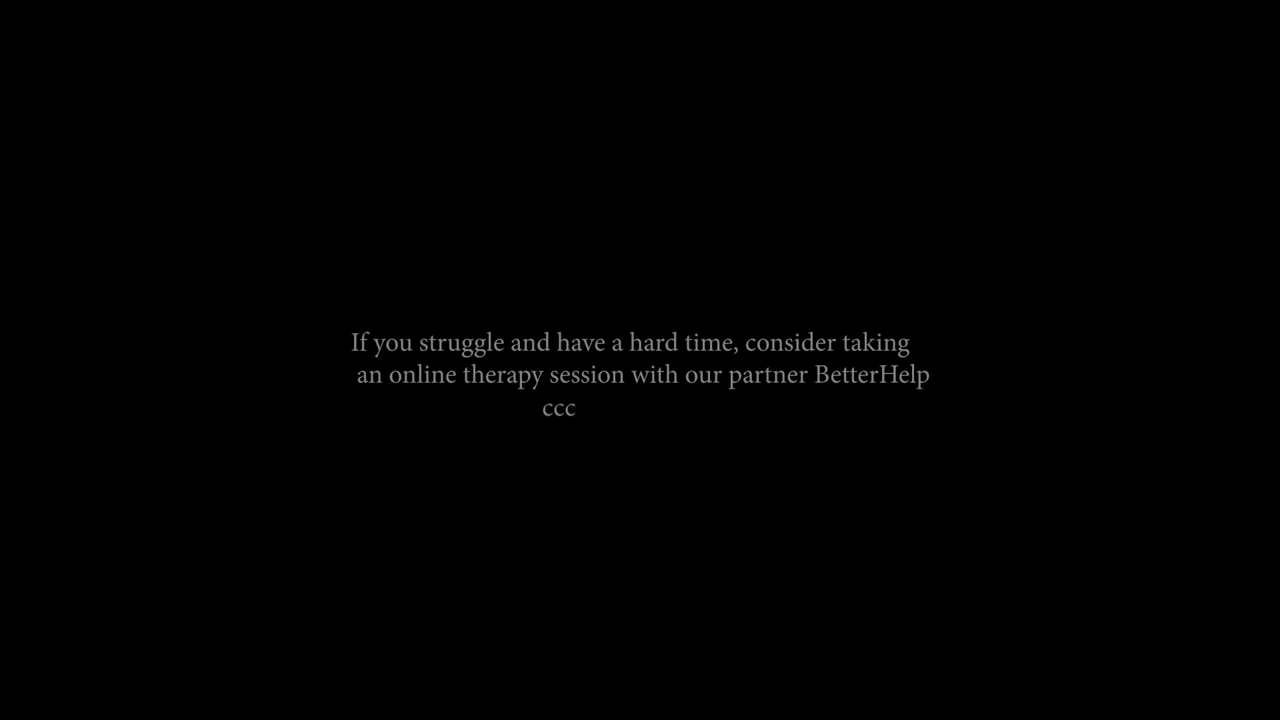 If you struggle and have a hard time, consider taking
an online therapy session with our partner BetterHelp
ccc